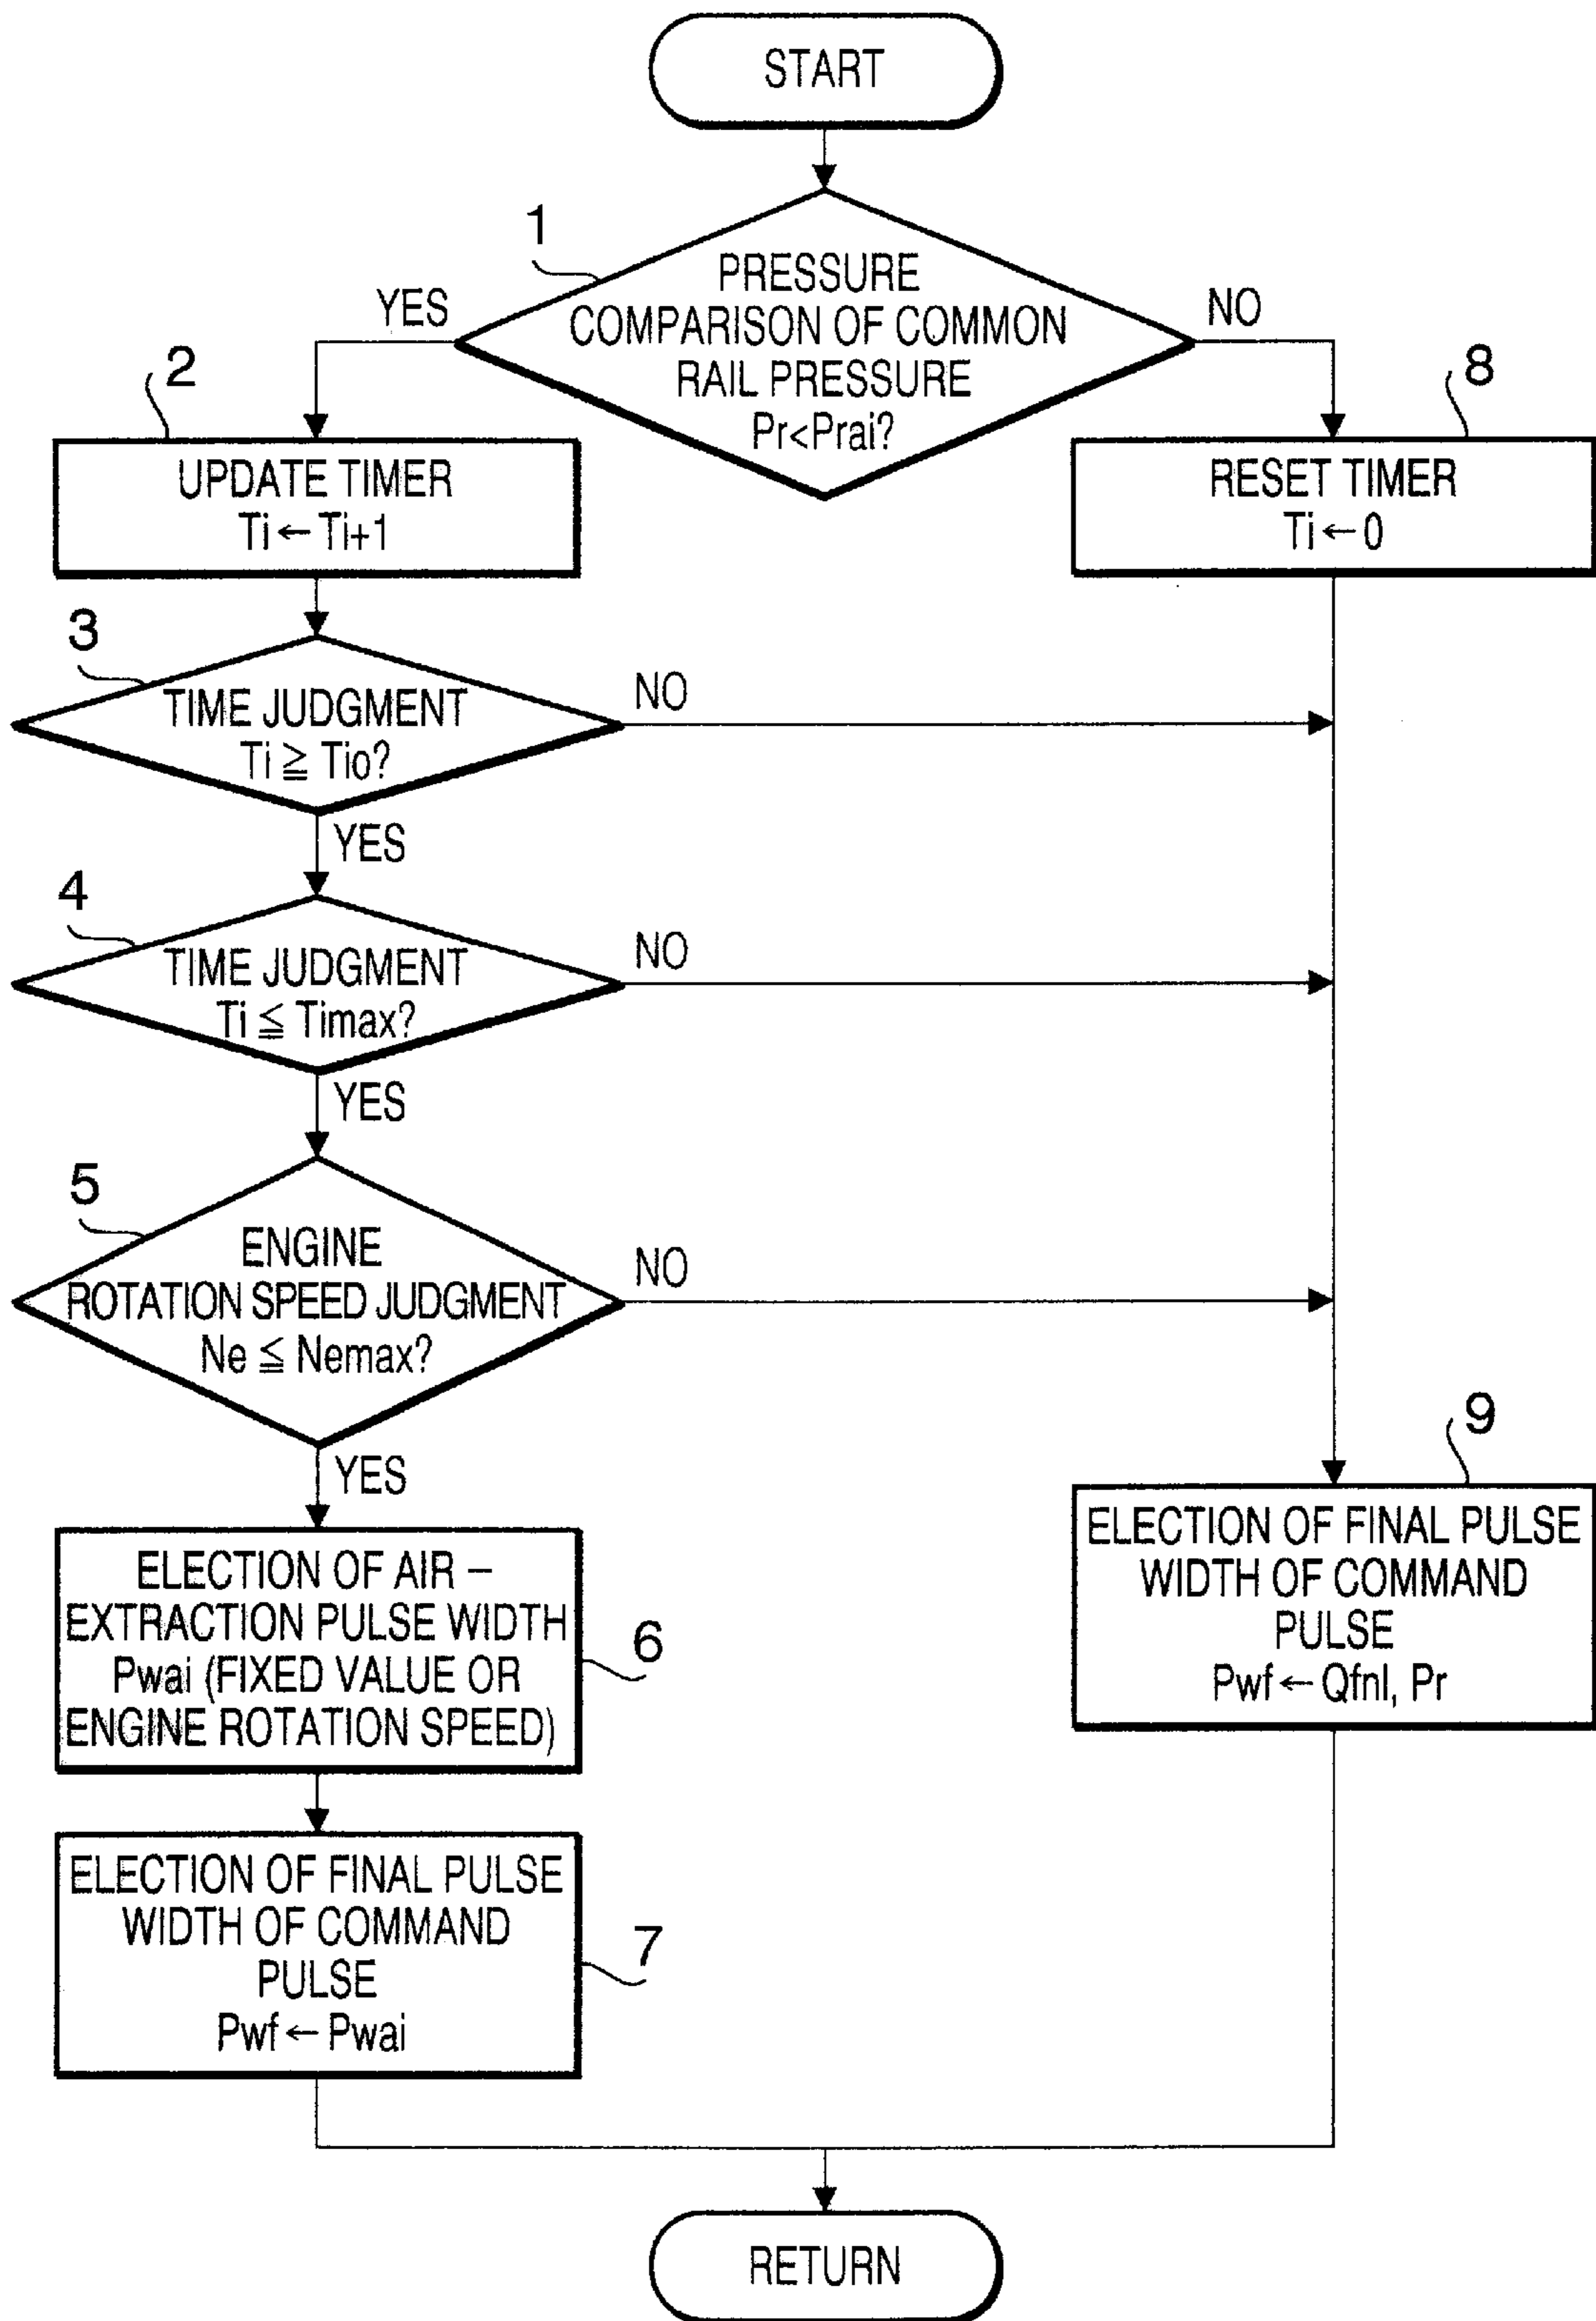 START
1
PRESSURE
COMPARISON OF COMMON
RAIL PRESSURE
Pr<Prai?
YES
NO
2
UPDATE TIMER
Ti ← Ti+1
8
RESET TIMER
Ti ← 0
3
TIME JUDGMENT
Ti ≧ Tio?
NO
YES
4
TIME JUDGMENT
Ti ≦ Timax?
NO
YES
5
ENGINE
ROTATION SPEED JUDGMENT
Ne ≦ Nemax?
NO
YES
6
ELECTION OF AIR –
EXTRACTION PULSE WIDTH
Pwai (FIXED VALUE OR
ENGINE ROTATION SPEED)
9
ELECTION OF FINAL PULSE
WIDTH OF COMMAND
PULSE
Pwf ← Qfnl, Pr
7
ELECTION OF FINAL PULSE
WIDTH OF COMMAND
PULSE
Pwf ← Pwai
RETURN